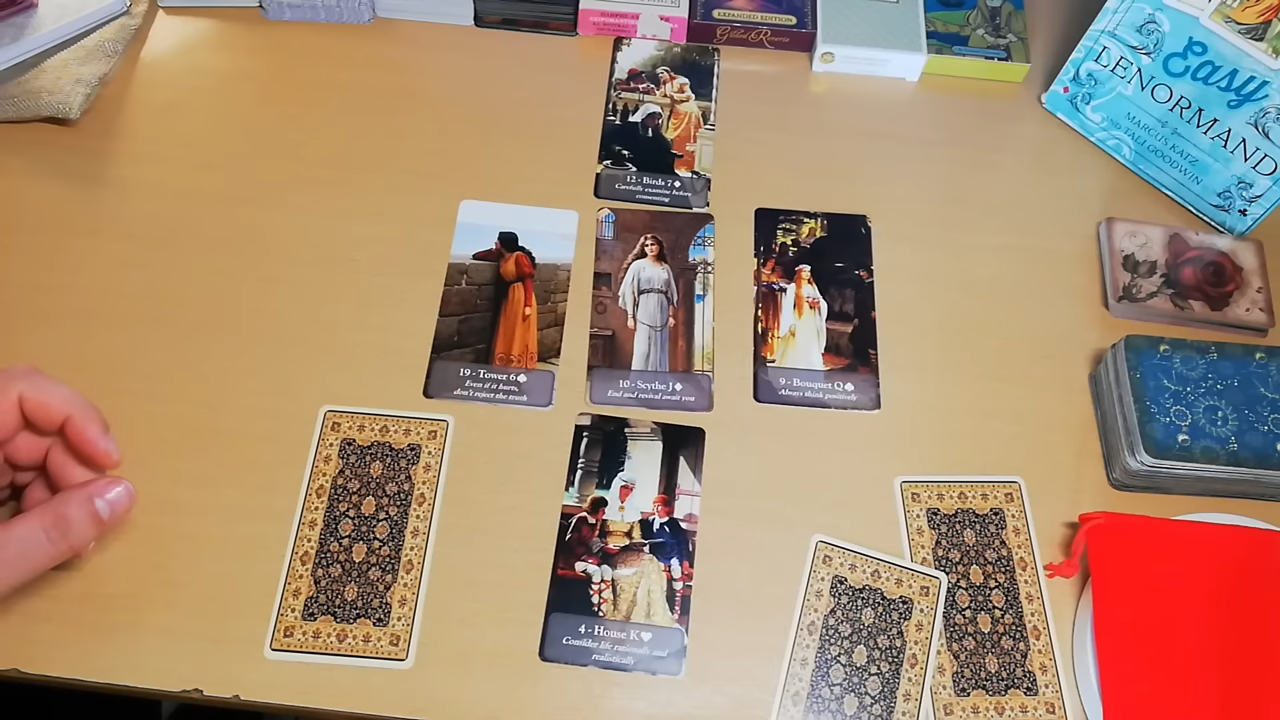 EXPANDED EDITION
Gilded Reverie
Easy
LENORMAND
MARCUS KATZ
AND TALI GOODWIN
12 - Birds 7♦
Carefully examine before
consenting
19 - Tower 6♠
Even if it hurts,
don't reject the truth
10 - Scythe J♦
End and revival await you
9 - Bouquet Q♠
Always think positively
4 - House K♥
Consider life rationally and
realistically